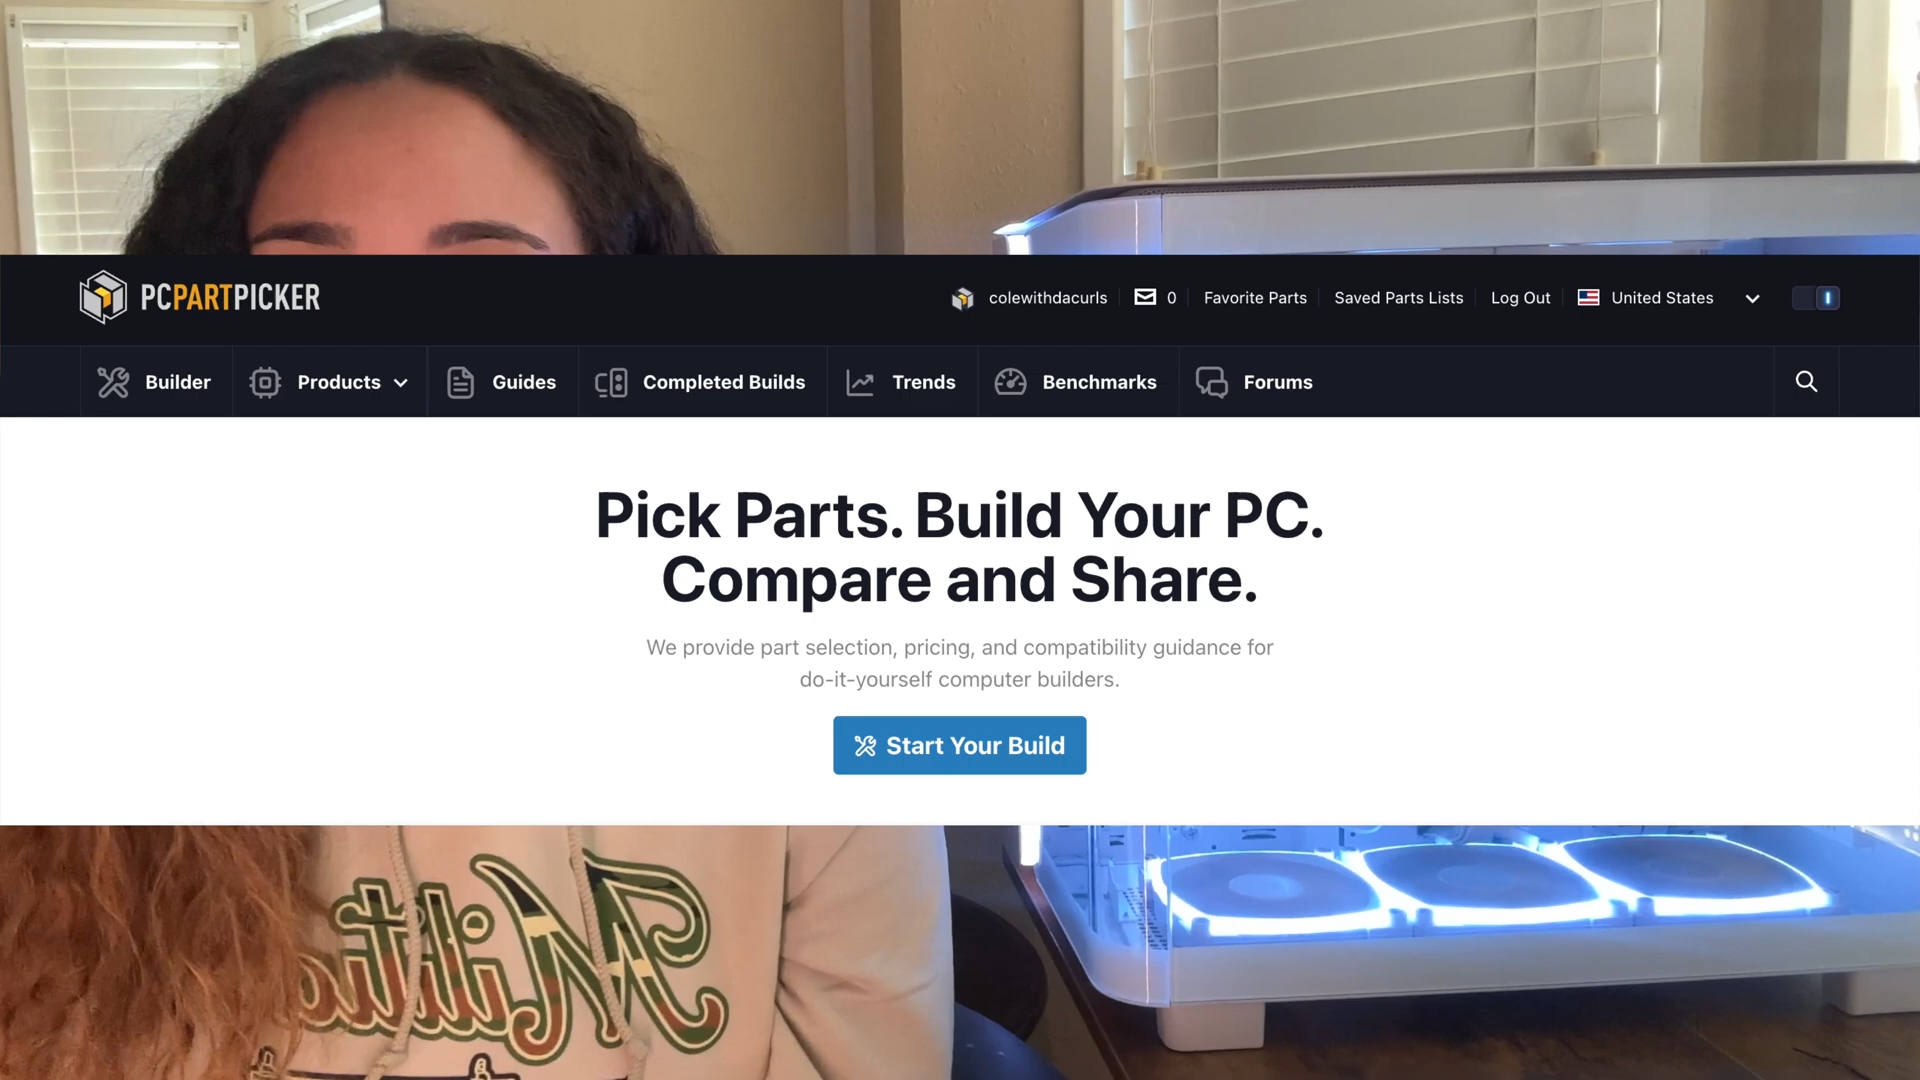 PCPARTPICKER
colewithdacurls
0
Favorite Parts
Saved Parts Lists
Log Out
United States
Builder
Products
Guides
Completed Builds
Trends
Benchmarks
Forums
Pick Parts. Build Your PC.
Compare and Share.
We provide part selection, pricing, and compatibility guidance for
do-it-yourself computer builders.
Start Your Build